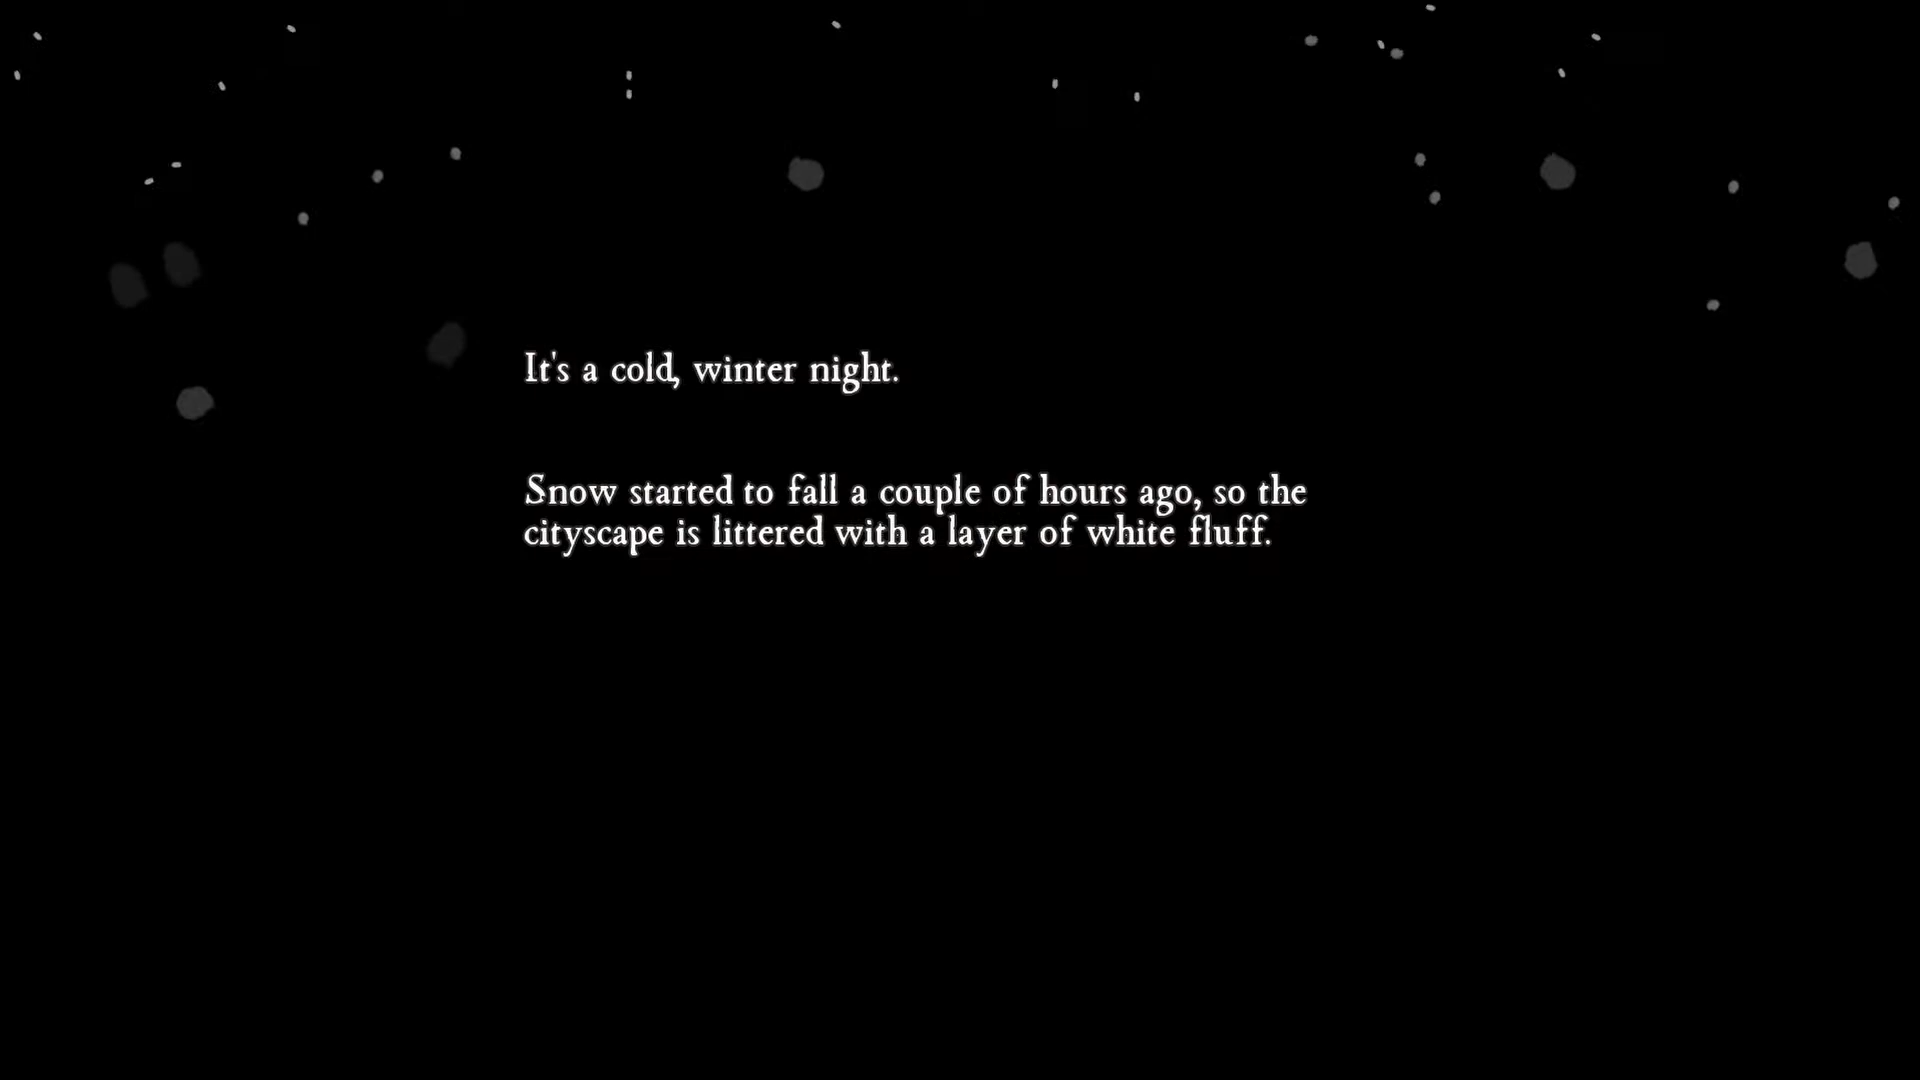 It's a cold, winter night.
Snow started to fall a couple of hours ago, so the
cityscape is littered with a layer of white fluff.